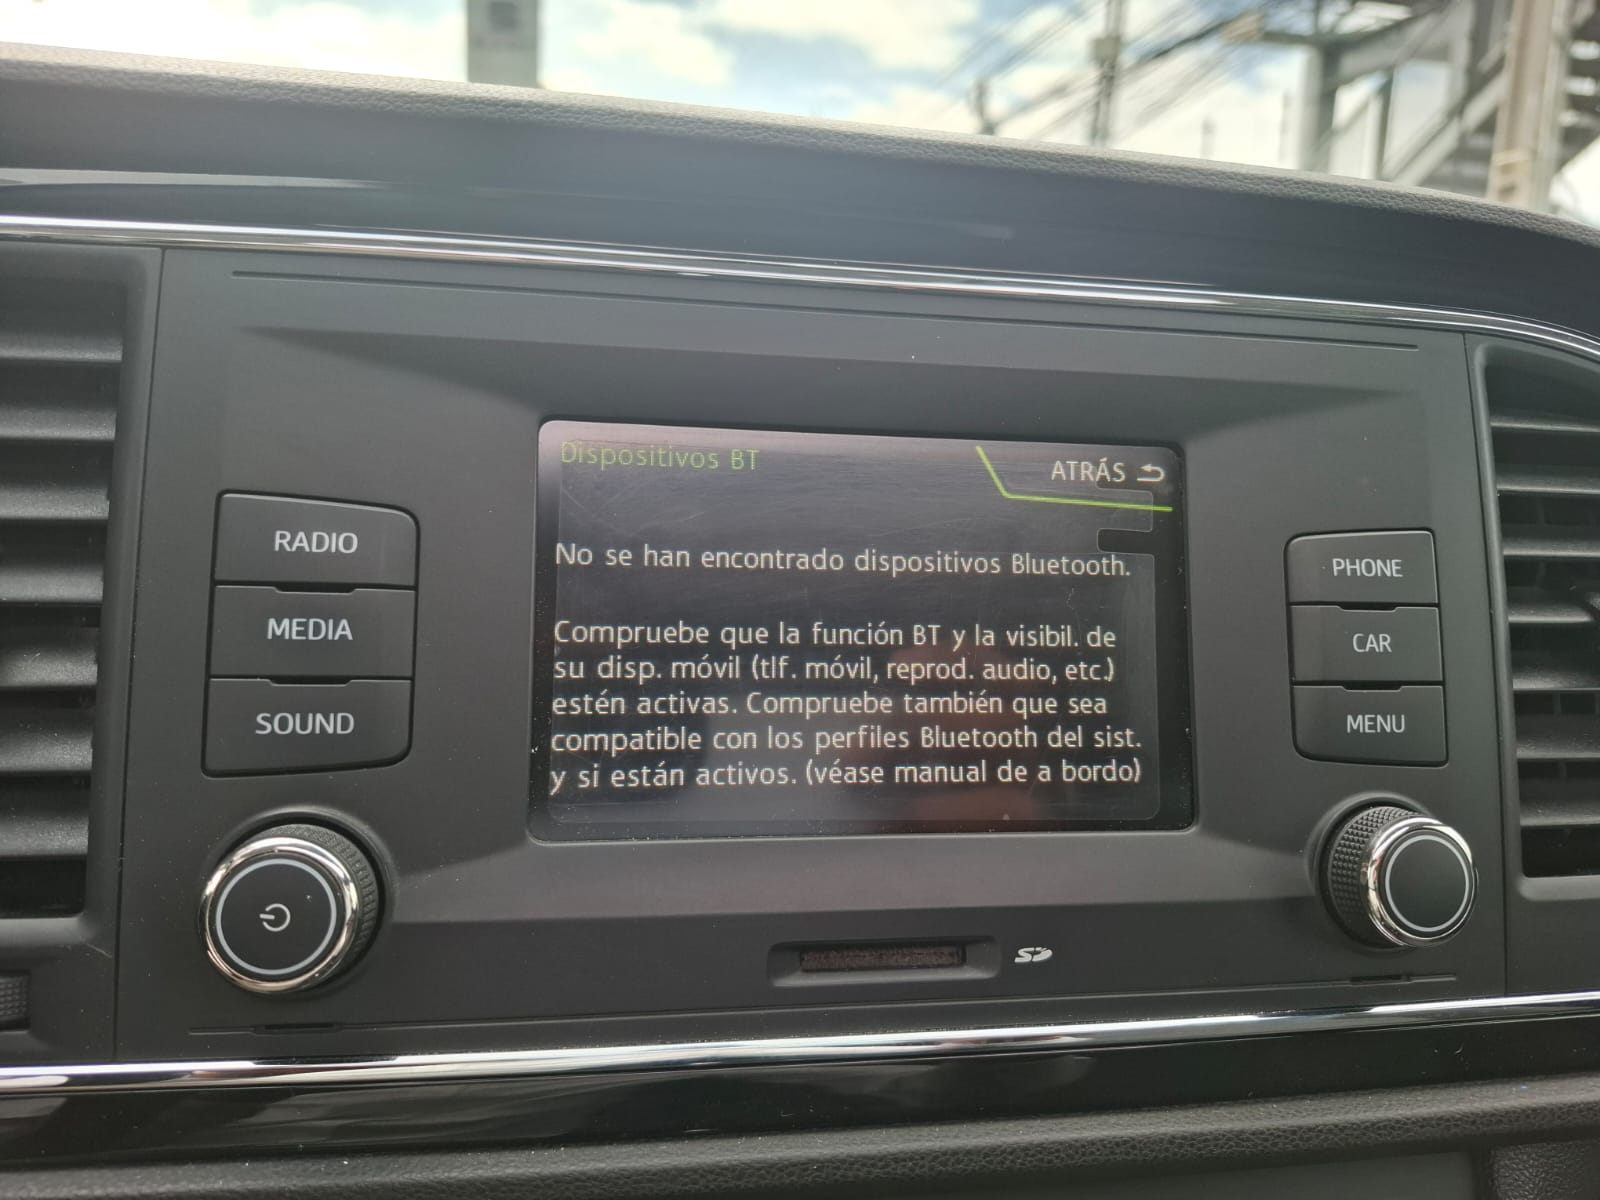 Dispositivos BT
ATRÁS
No se han encontrado dispositivos Bluetooth.
Compruebe que la función BT y la visibil. de
su disp. móvil (tlf. móvil, reprod. audio, etc.)
estén activas. Compruebe también que sea
compatible con los perfiles Bluetooth del sist.
y si están activos. (véase manual de a bordo)
RADIO
MEDIA
SOUND
PHONE
CAR
MENU
SD